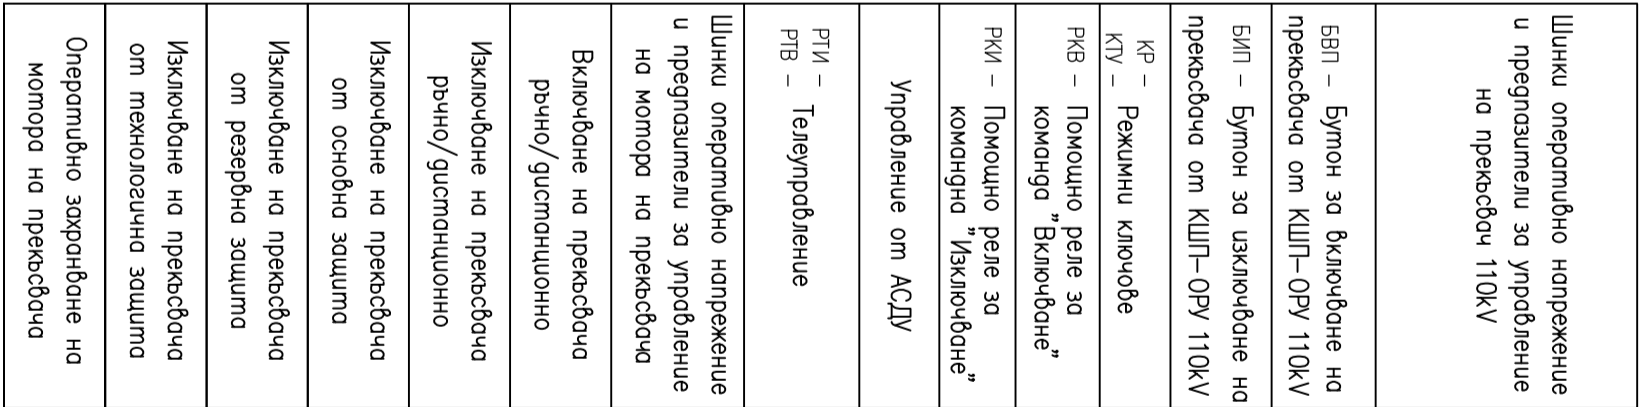 Шинки оперативно напрежение
и предпазители за управление
на прекъсвач 110kV
БВП – Бутон за включване на
прекъсвача от КШП–ОРУ 110kV
БИП – Бутон за изключване на
прекъсвача от КШП–ОРУ 110kV
КР –
КТУ – Режимни ключове
РКВ – Помощно реле за
команда "Включване"
РКИ – Помощно реле за
командна "Изключване"
Управление от АСДУ
РТИ –
РТВ – Телеуправление
Шинки оперативно напрежение
и предпазители за управление
на мотора на прекъсвача
Включване на прекъсвача
ръчно/дистанционно
Изключване на прекъсвача
ръчно/дистанционно
Изключване на прекъсвача
от основна защита
Изключване на прекъсвача
от резервна защита
Изключване на прекъсвача
от технологична защита
Оперативно захранване на
мотора на прекъсвача